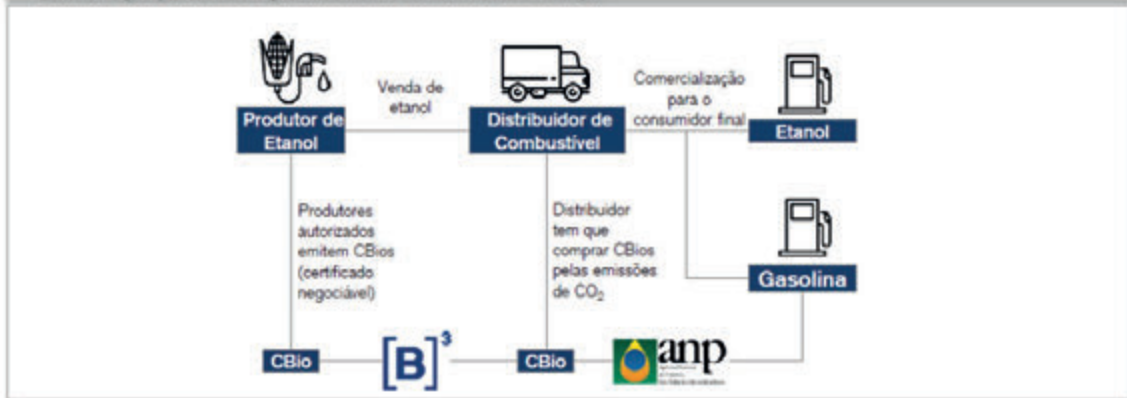 Venda de
etanol
Comercialização
para o
consumidor final
Produtor de
Etanol
Distribuidor de
Combustível
Etanol
Produtores
autorizados
emitem CBios
(certificado
negociável)
Distribuidor
tem que
comprar CBios
pelas emissões
de CO₂
Gasolina
CBio
[B]³
CBio
anp